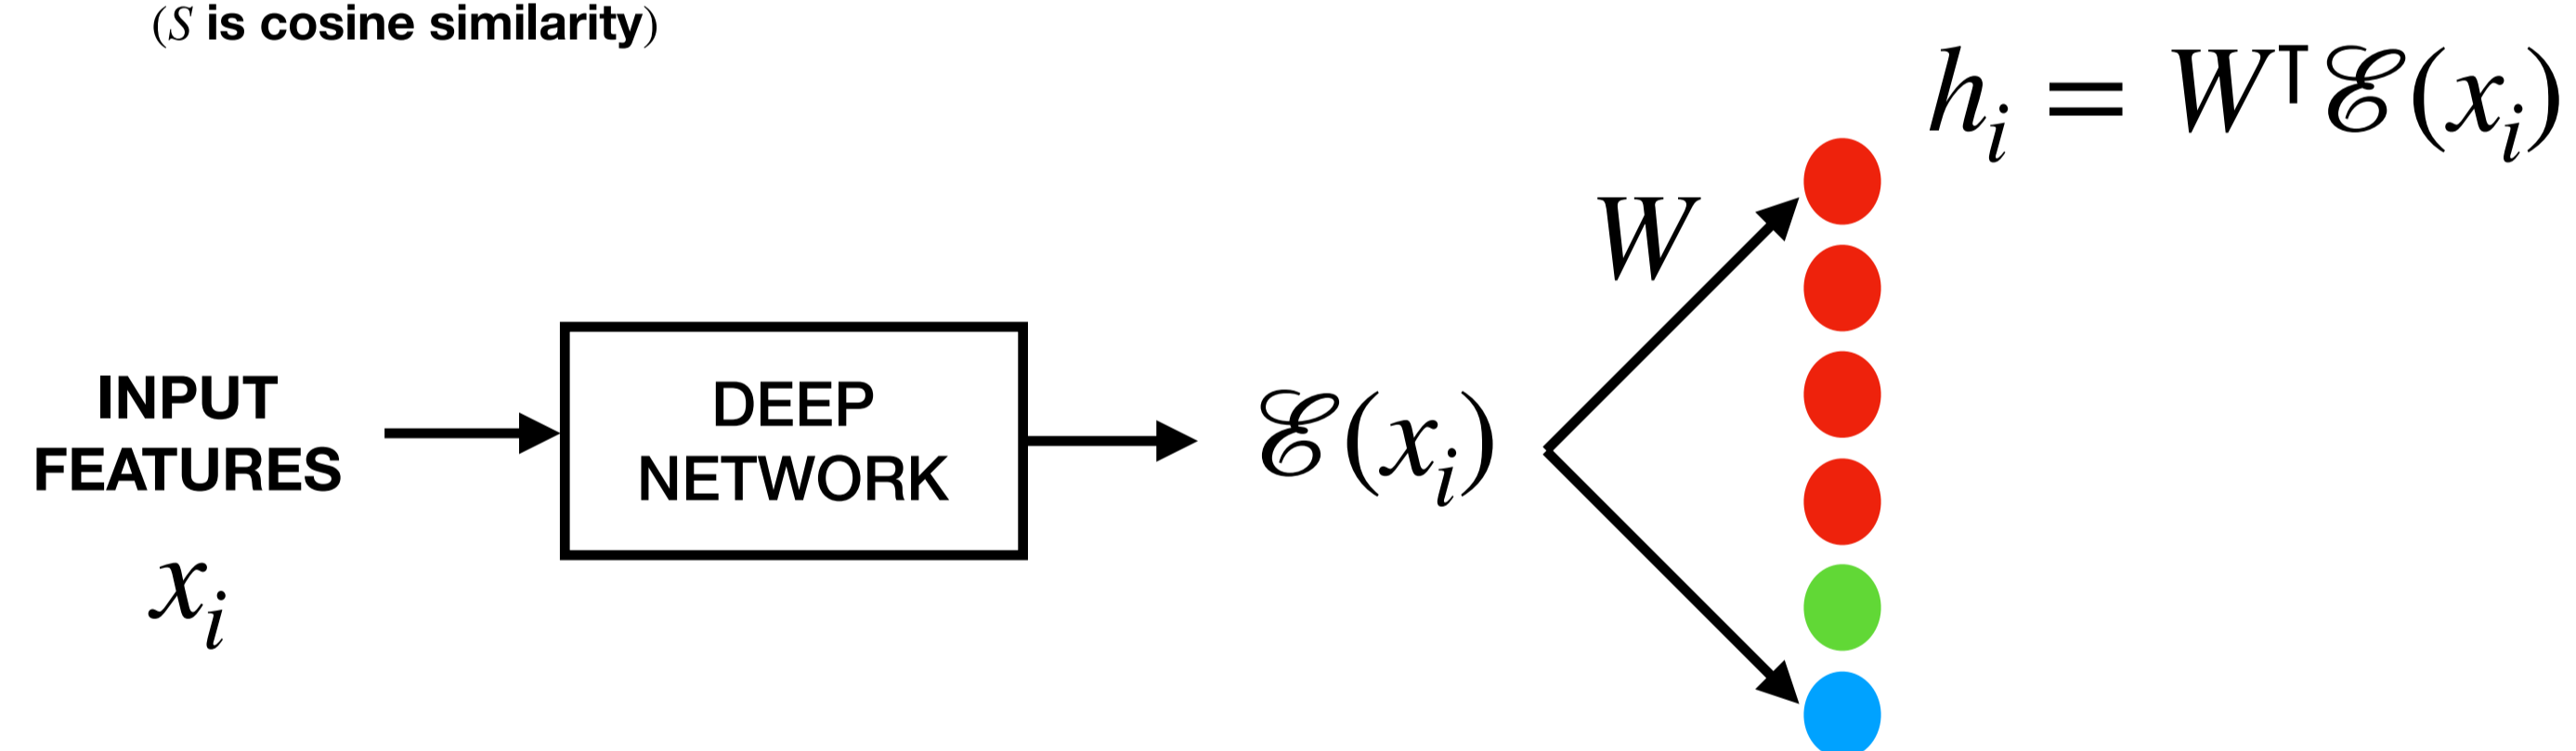 (S is cosine similarity)
h_i = W^⊤ ℰ(x_i)
W
INPUT
FEATURES
x_i
DEEP
NETWORK
ℰ(x_i)